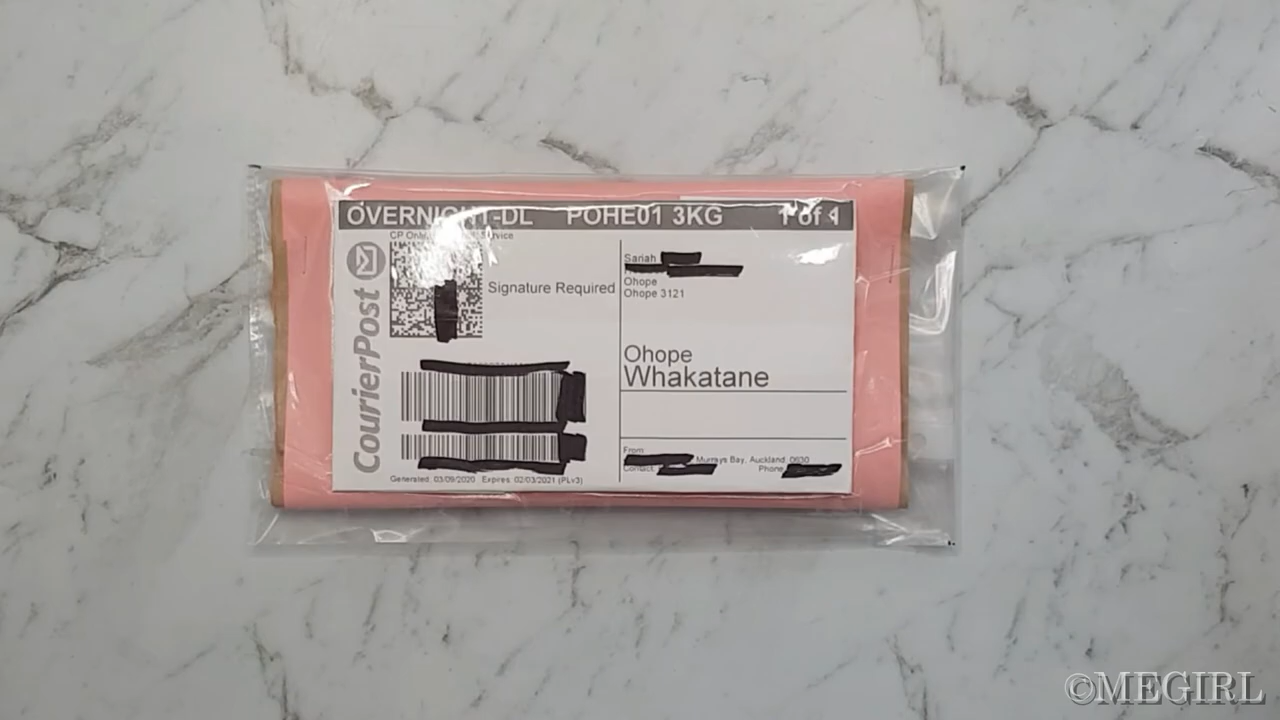 OVERNIGHT-DL POHE01 3KG 1 of 1
CP Only Service
CourierPost
Signature Required
Sariah
Ohope
Ohope 3121
Ohope
Whakatane
From
Murrays Bay, Auckland, 0630
Contact Phone
Generated: 03/09/2020 Expires: 02/03/2021 (PLv3)
©MEGIRL